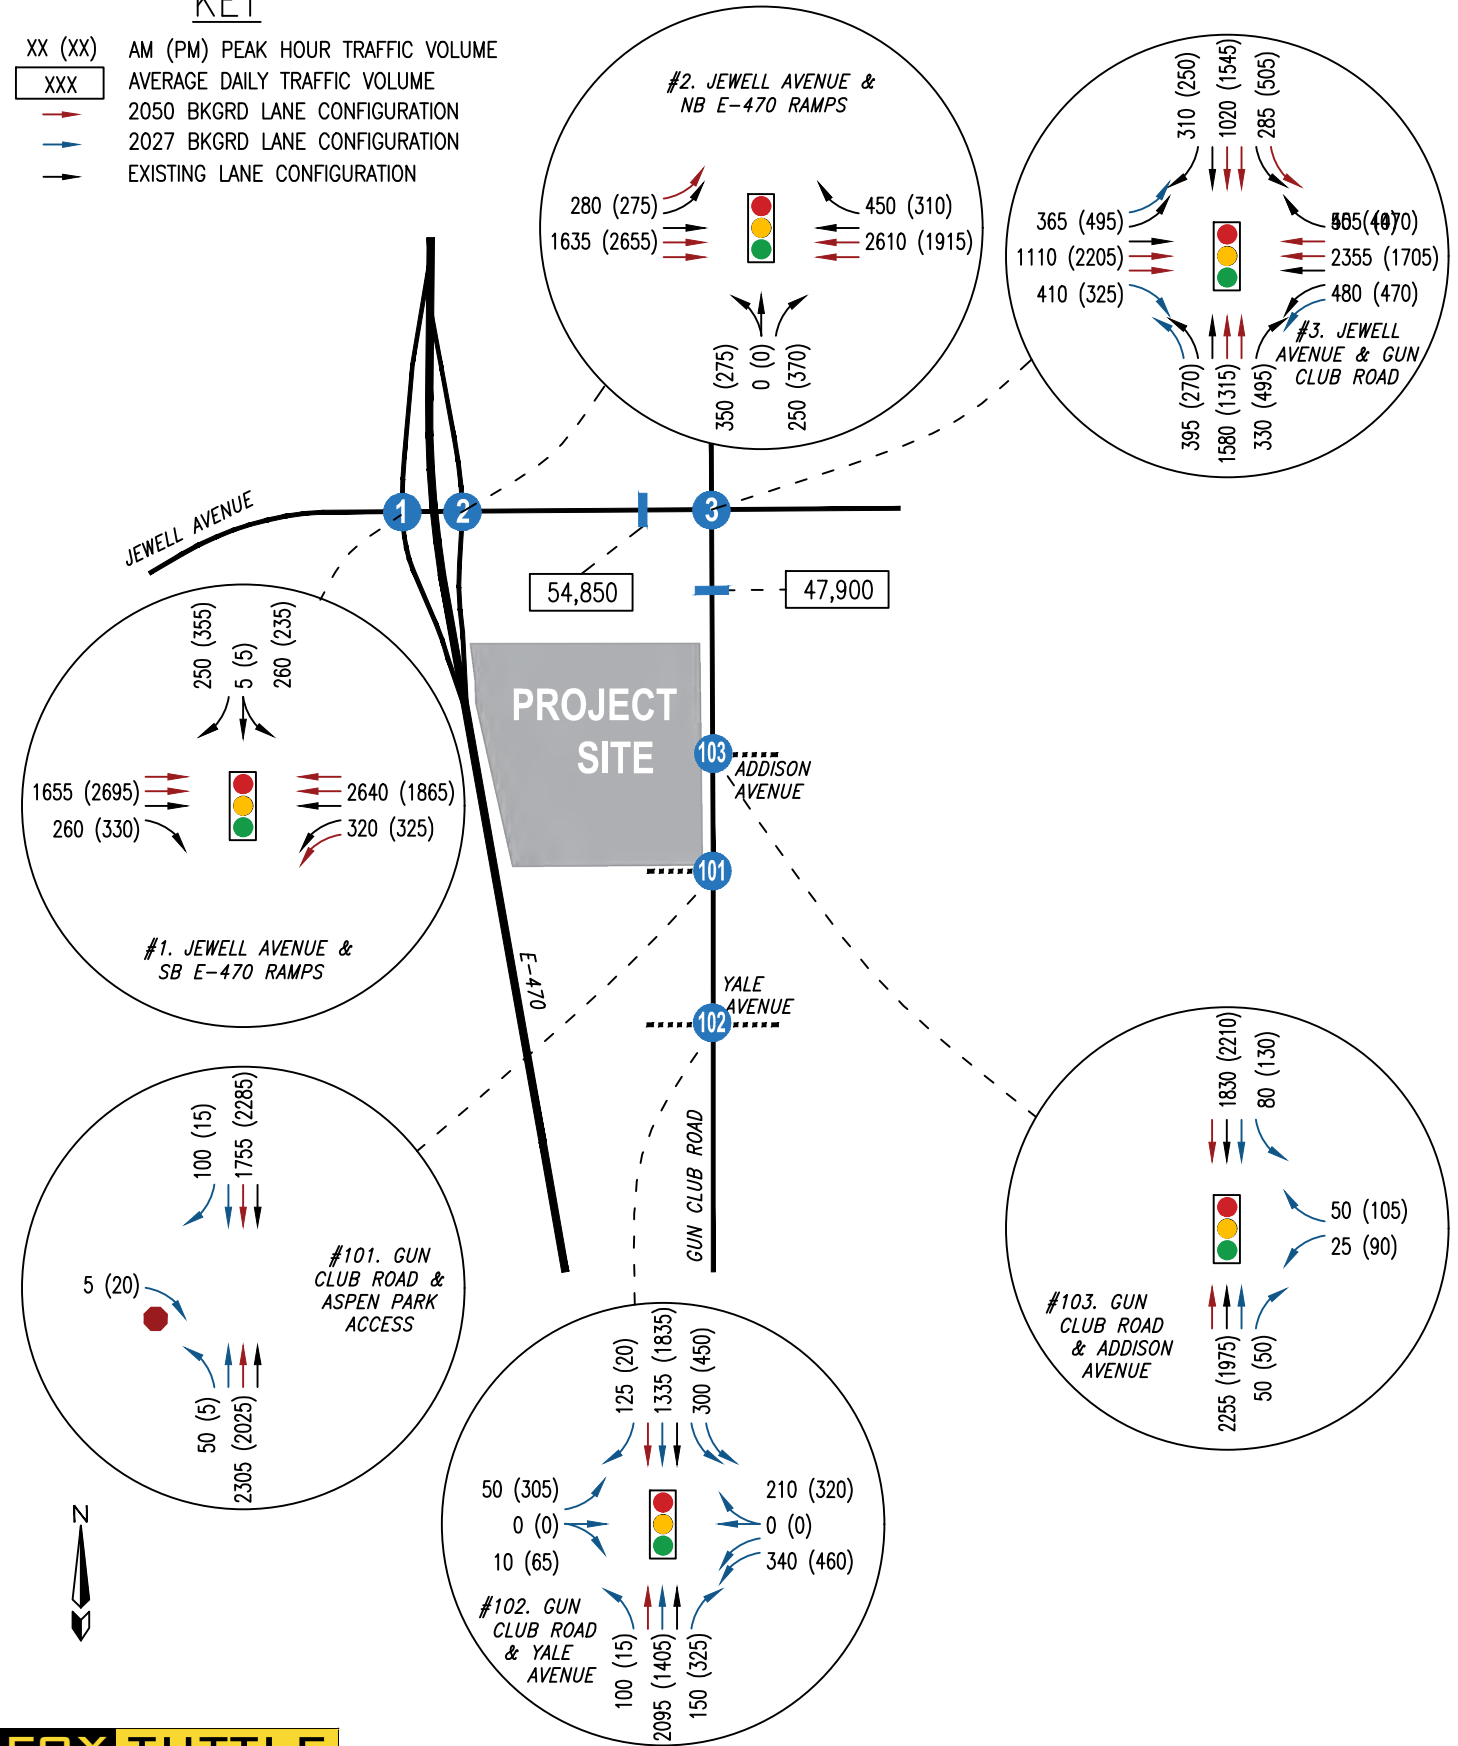 KEY
XX (XX) AM (PM) PEAK HOUR TRAFFIC VOLUME
XXX AVERAGE DAILY TRAFFIC VOLUME
2050 BKGRD LANE CONFIGURATION
2027 BKGRD LANE CONFIGURATION
EXISTING LANE CONFIGURATION
#2. JEWELL AVENUE &
NB E-470 RAMPS
280 (275)
1635 (2655)
450 (310)
2610 (1915)
350 (275)
0 (0)
250 (370)
310 (250)
1020 (1545)
285 (505)
365 (495)
1110 (2205)
410 (325)
2355 (1705)
480 (470)
#3. JEWELL
AVENUE & GUN
CLUB ROAD
395 (270)
1580 (1315)
330 (495)
JEWELL AVENUE
1
2
3
54,850
47,900
PROJECT
SITE
103
ADDISON
AVENUE
101
YALE
AVENUE
102
E-470
GUN CLUB ROAD
250 (355)
5 (5)
260 (235)
1655 (2695)
260 (330)
2640 (1865)
320 (325)
#1. JEWELL AVENUE &
SB E-470 RAMPS
100 (15)
1755 (2285)
5 (20)
#101. GUN
CLUB ROAD &
ASPEN PARK
ACCESS
50 (5)
2305 (2025)
1830 (2210)
80 (130)
50 (105)
25 (90)
#103. GUN
CLUB ROAD
& ADDISON
AVENUE
2255 (1975)
50 (50)
125 (20)
1335 (1835)
300 (450)
50 (305)
0 (0)
10 (65)
210 (320)
0 (0)
340 (460)
#102. GUN
CLUB ROAD
& YALE
AVENUE
100 (15)
2095 (1405)
150 (325)
N
FOX TUTTLE